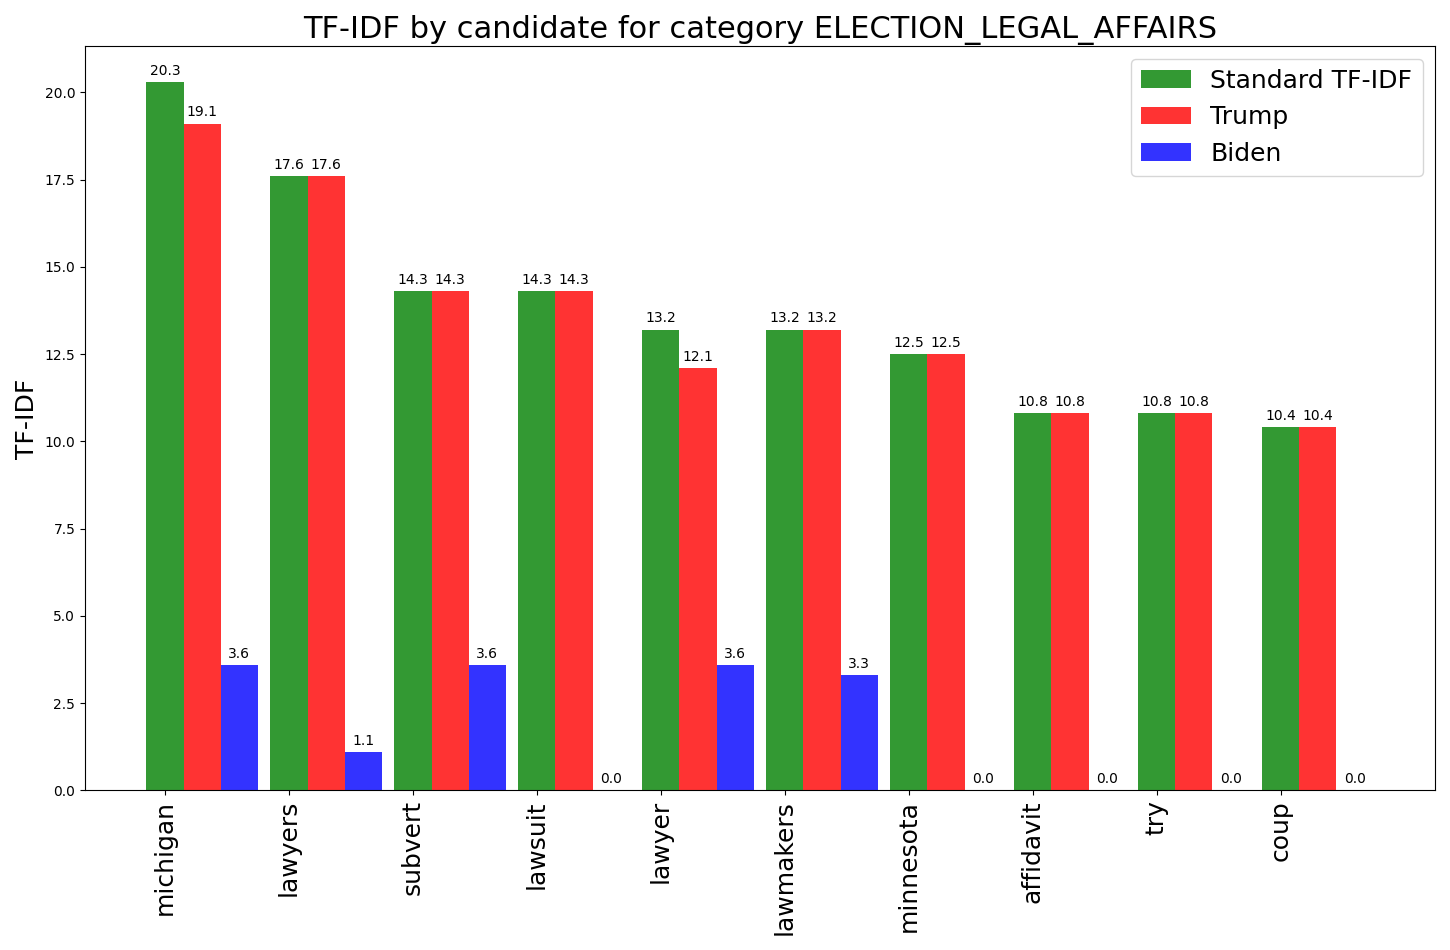 TF-IDF by candidate for category ELECTION_LEGAL_AFFAIRS
Standard TF-IDF
Trump
Biden
TF-IDF
20.0
17.5
15.0
12.5
10.0
7.5
5.0
2.5
0.0
20.3 19.1 3.6
17.6 17.6 1.1
14.3 14.3 3.6
14.3 14.3 0.0
13.2 12.1 3.6
13.2 13.2 3.3
12.5 12.5 0.0
10.8 10.8 0.0
10.8 10.8 0.0
10.4 10.4 0.0
michigan
lawyers
subvert
lawsuit
lawyer
lawmakers
minnesota
affidavit
try
coup